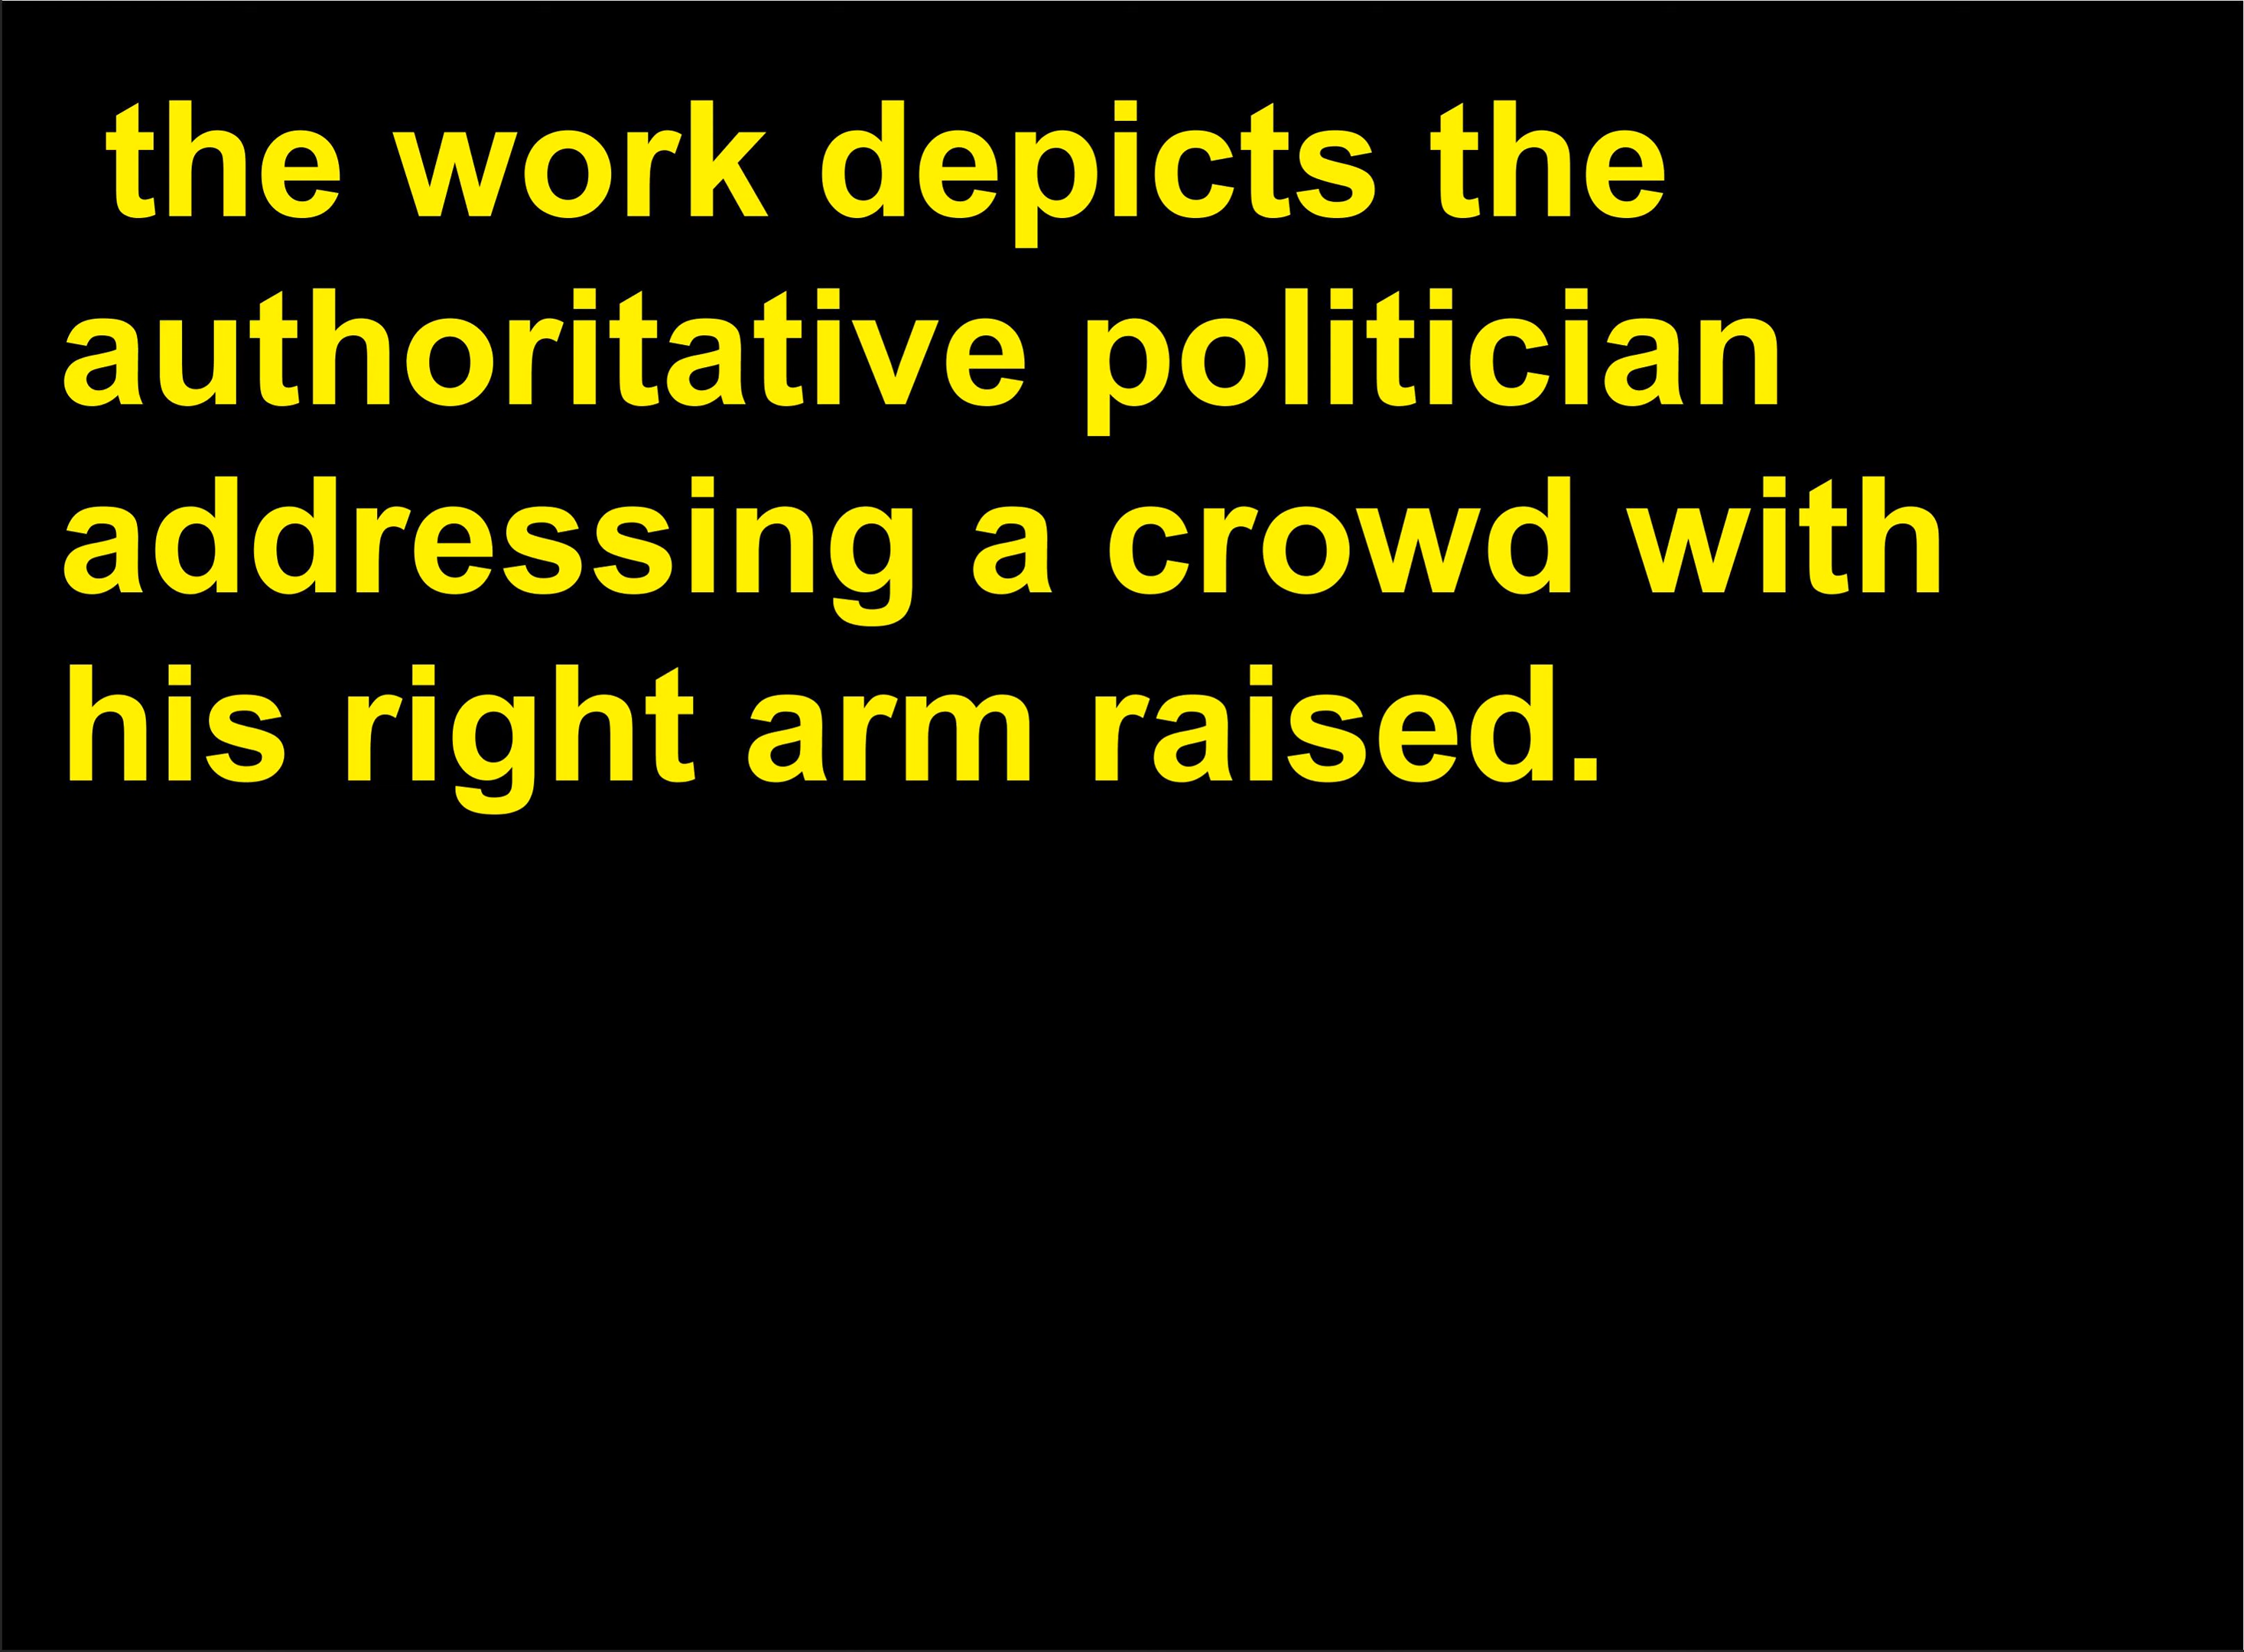 the work depicts the
authoritative politician
addressing a crowd with
his right arm raised.